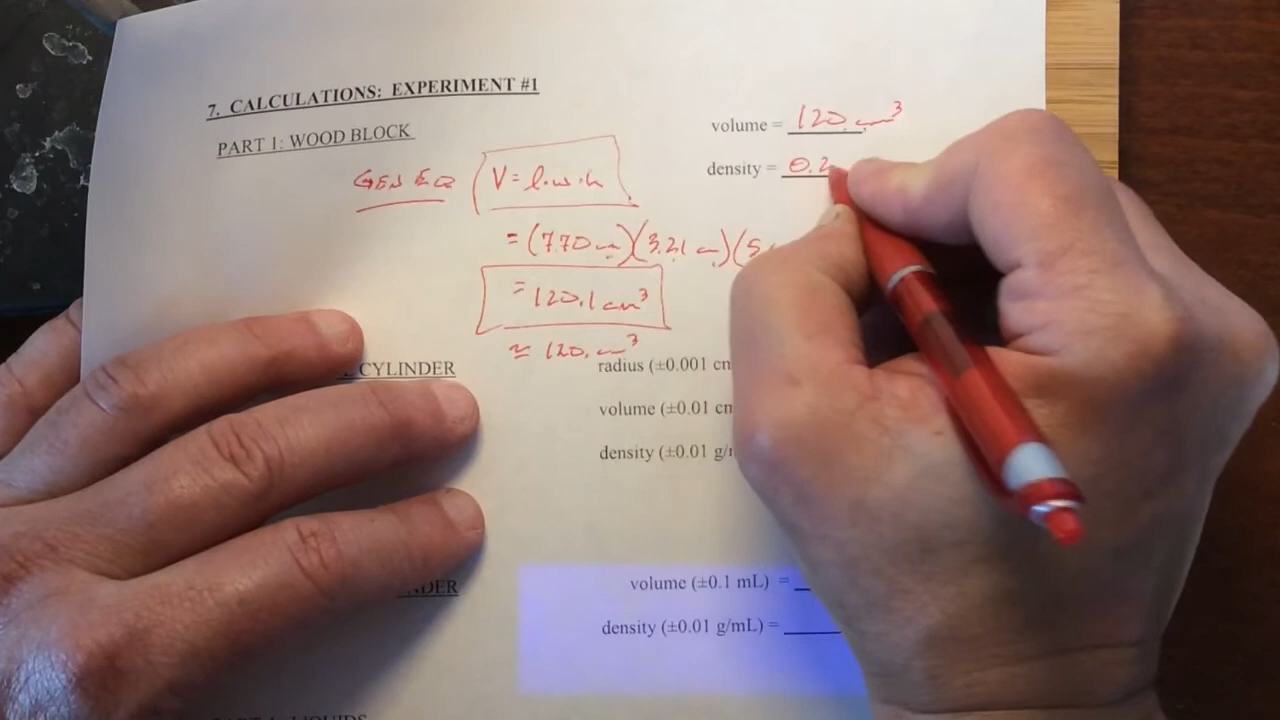 7. CALCULATIONS: EXPERIMENT #1
PART 1: WOOD BLOCK
volume = 120. cm³
density = 0.2
GEN EQ V = l·w·h
= (7.70 cm)(3.21 cm)(
= 120.1 cm³
≈ 120. cm³
CYLINDER
radius (±0.001 cm
volume (±0.01 cm
density (±0.01 g/
volume (±0.1 mL) =
density (±0.01 g/mL) =